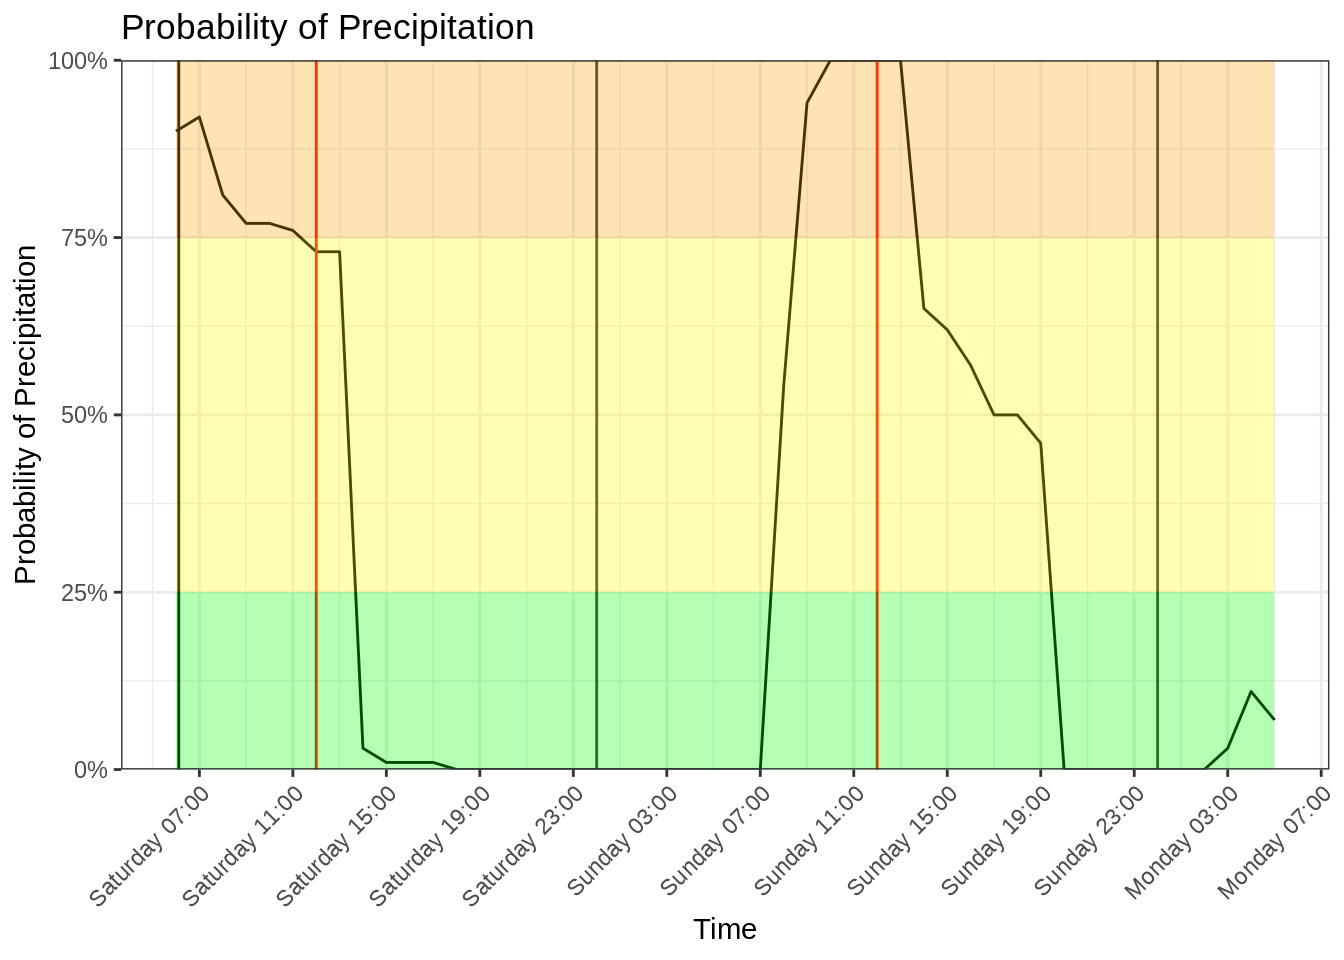 Probability of Precipitation
100%
75%
50%
25%
0%
Probability of Precipitation
Saturday 07:00
Saturday 11:00
Saturday 15:00
Saturday 19:00
Saturday 23:00
Sunday 03:00
Sunday 07:00
Sunday 11:00
Sunday 15:00
Sunday 19:00
Sunday 23:00
Monday 03:00
Monday 07:00
Time